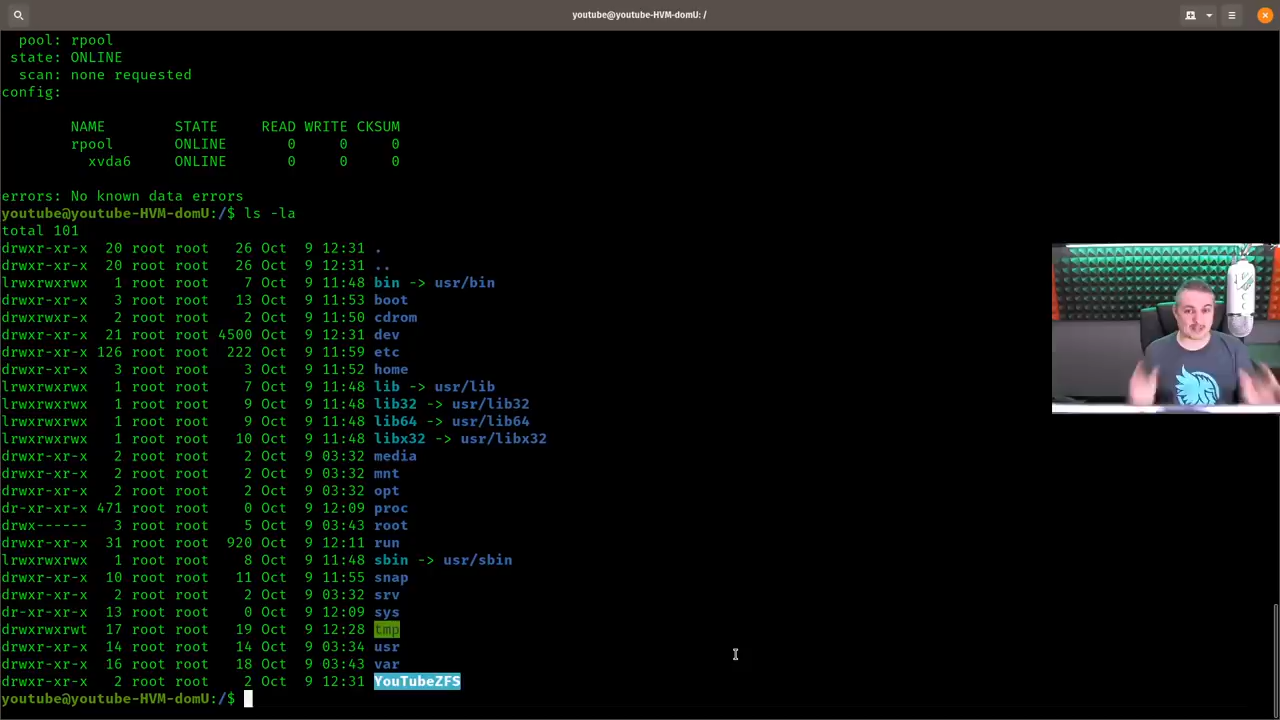 youtube@youtube-HVM-domU: /
pool: rpool
state: ONLINE
scan: none requested
config:
NAME STATE READ WRITE CKSUM
rpool ONLINE 0 0 0
xvda6 ONLINE 0 0 0
errors: No known data errors
youtube@youtube-HVM-domU:/$ ls -la
total 101
drwxr-xr-x 20 root root 26 Oct 9 12:31 .
drwxr-xr-x 20 root root 26 Oct 9 12:31 ..
lrwxrwxrwx 1 root root 7 Oct 9 11:48 bin -> usr/bin
drwxr-xr-x 3 root root 13 Oct 9 11:53 boot
drwxrwxr-x 2 root root 2 Oct 9 11:50 cdrom
drwxr-xr-x 21 root root 4500 Oct 9 12:31 dev
drwxr-xr-x 126 root root 222 Oct 9 11:59 etc
drwxr-xr-x 3 root root 3 Oct 9 11:52 home
lrwxrwxrwx 1 root root 7 Oct 9 11:48 lib -> usr/lib
lrwxrwxrwx 1 root root 9 Oct 9 11:48 lib32 -> usr/lib32
lrwxrwxrwx 1 root root 9 Oct 9 11:48 lib64 -> usr/lib64
lrwxrwxrwx 1 root root 10 Oct 9 11:48 libx32 -> usr/libx32
drwxr-xr-x 2 root root 2 Oct 9 03:32 media
drwxr-xr-x 2 root root 2 Oct 9 03:32 mnt
drwxr-xr-x 2 root root 2 Oct 9 03:32 opt
dr-xr-xr-x 471 root root 0 Oct 9 12:09 proc
drwx------ 3 root root 5 Oct 9 03:43 root
drwxr-xr-x 31 root root 920 Oct 9 12:11 run
lrwxrwxrwx 1 root root 8 Oct 9 11:48 sbin -> usr/sbin
drwxr-xr-x 10 root root 11 Oct 9 11:55 snap
drwxr-xr-x 2 root root 2 Oct 9 03:32 srv
dr-xr-xr-x 13 root root 0 Oct 9 12:09 sys
drwxrwxrwt 17 root root 19 Oct 9 12:28 tmp
drwxr-xr-x 14 root root 14 Oct 9 03:34 usr
drwxr-xr-x 16 root root 18 Oct 9 03:43 var
drwxr-xr-x 2 root root 2 Oct 9 12:31 YouTubeZFS
youtube@youtube-HVM-domU:/$